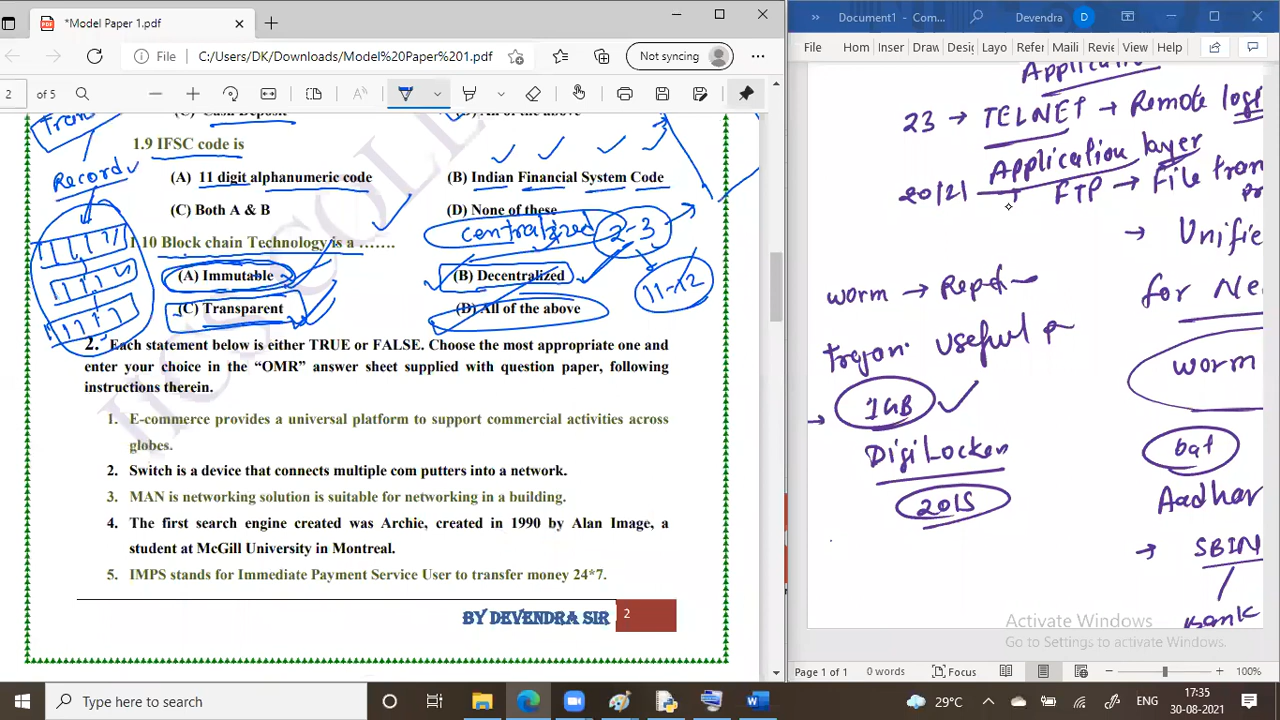 *Model Paper 1.pdf
File
C:/Users/DK/Downloads/Model%20Paper%201.pdf
Not syncing
2 of 5
(C) Cash Deposit (D) All of the above
1.9 IFSC code is
Record
(A) 11 digit alphanumeric code (B) Indian Financial System Code
(C) Both A & B (D) None of these
centralized 2-3
1.10 Block chain Technology is a …….
(A) Immutable (B) Decentralized
11-12
(C) Transparent (D) All of the above
2. Each statement below is either TRUE or FALSE. Choose the most appropriate one and
enter your choice in the “OMR” answer sheet supplied with question paper, following
instructions therein.
1. E-commerce provides a universal platform to support commercial activities across
globes.
2. Switch is a device that connects multiple com putters into a network.
3. MAN is networking solution is suitable for networking in a building.
4. The first search engine created was Archie, created in 1990 by Alan Image, a
student at McGill University in Montreal.
5. IMPS stands for Immediate Payment Service User to transfer money 24*7.
BY DEVENDRA SIR 2
Document1 - Com... Devendra D
File Hom Inser Draw Desig Layo Refer Maili Revie View Help
Application
23 → TELNET → Remote
Application layer
20/21 → FTP → File
→ Unifie
worm →
for Ne
useful
worm
1GB
DigiLocker
bat
2015
Aadhar
→ SBIN
Bank
Activate Windows
Go to Settings to activate Windows.
Page 1 of 1 0 words Focus 100%
Type here to search
29°C ENG
17:35
30-08-2021